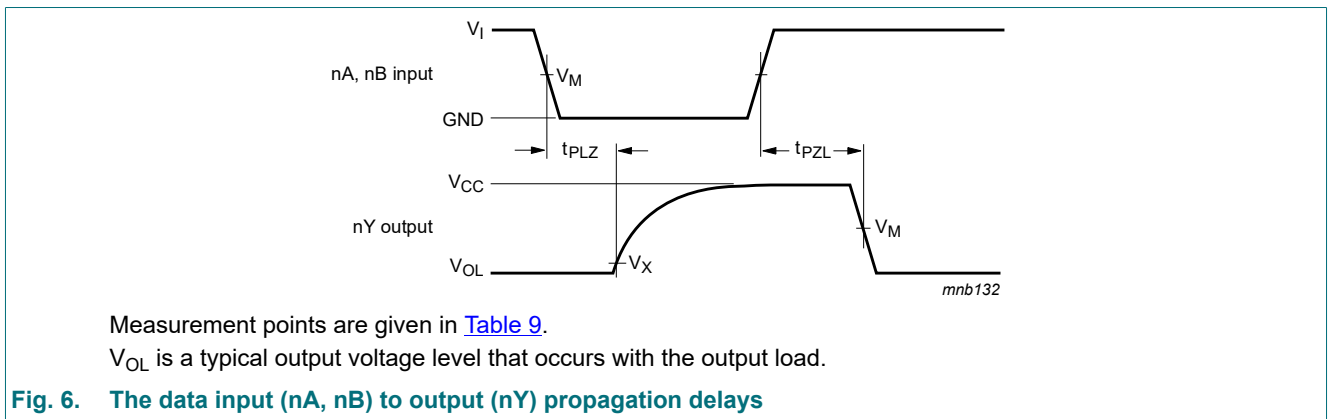 VI
nA, nB input
VM
GND
tPLZ
tPZL
VCC
nY output
VM
VOL
VX
mnb132
Measurement points are given in Table 9.
VOL is a typical output voltage level that occurs with the output load.
Fig. 6. The data input (nA, nB) to output (nY) propagation delays